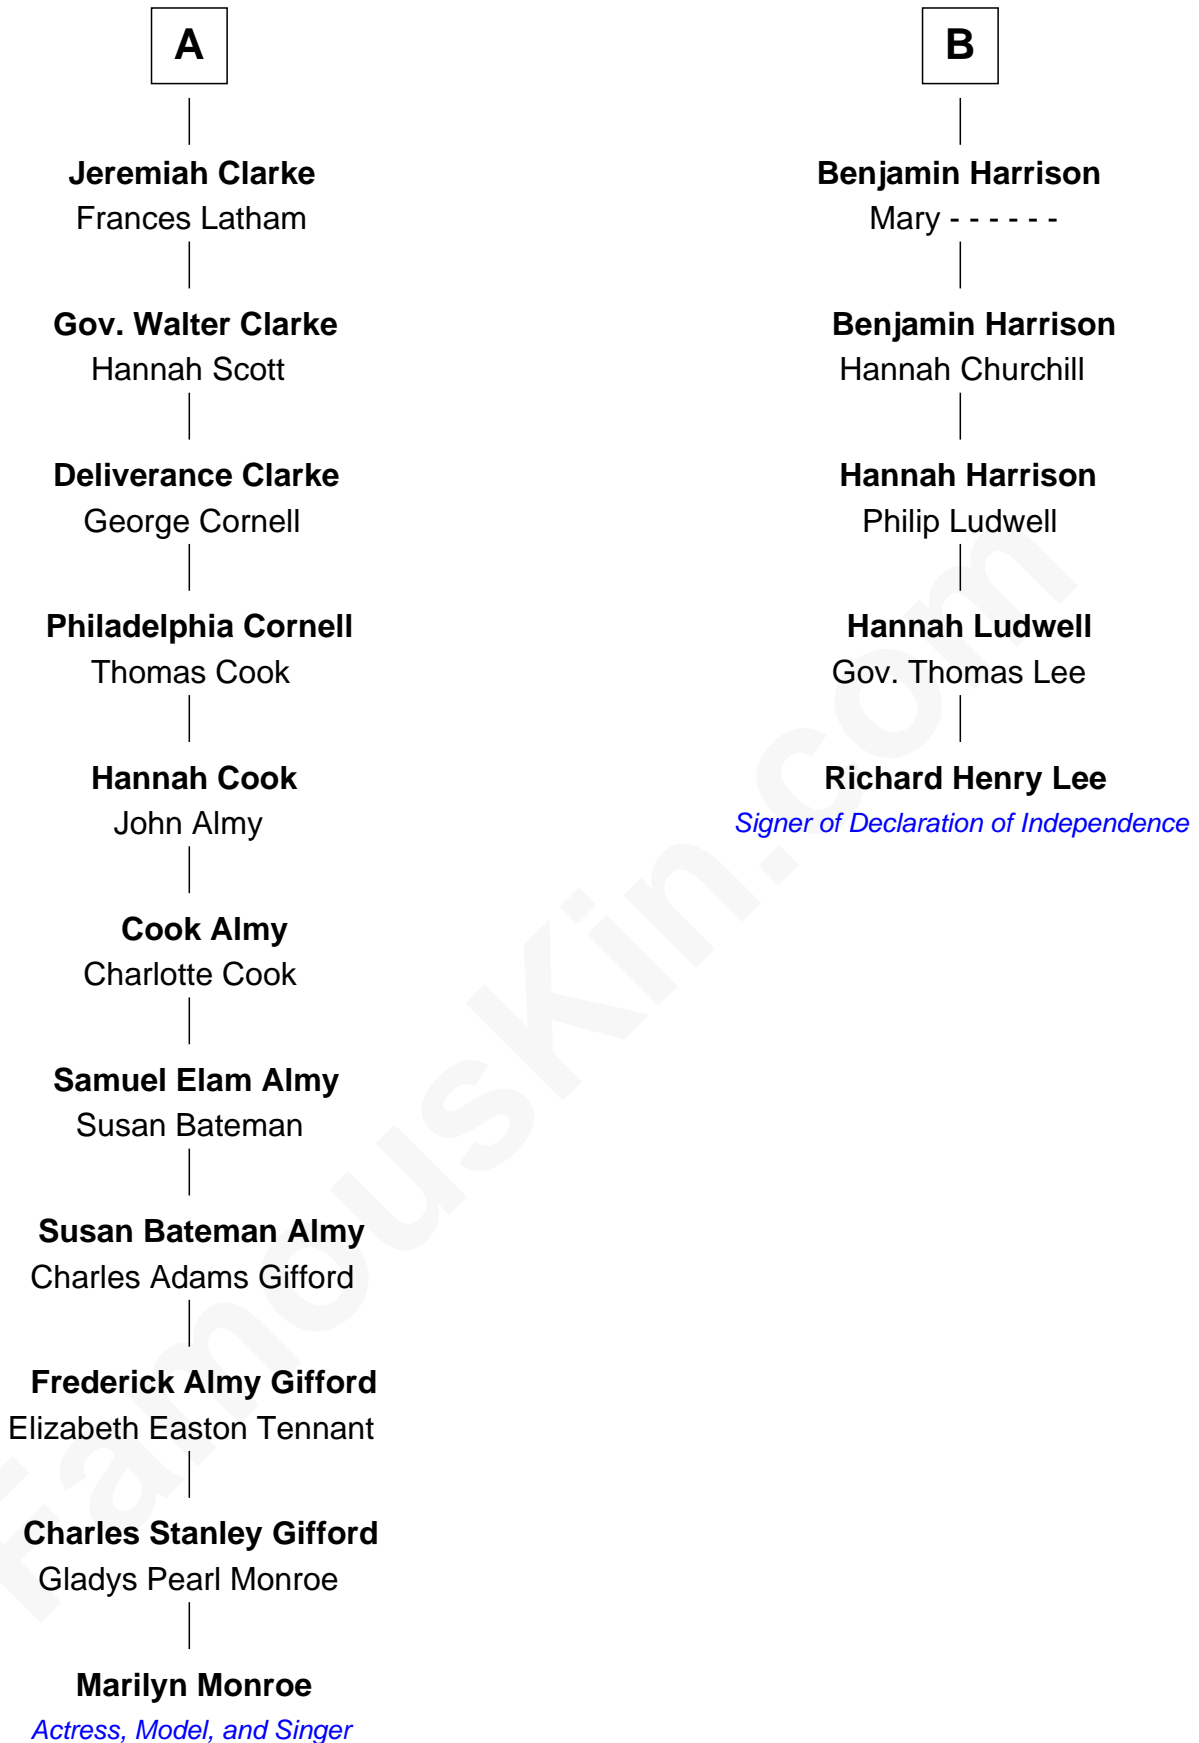 A
Jeremiah Clarke
Frances Latham
Gov. Walter Clarke
Hannah Scott
Deliverance Clarke
George Cornell
Philadelphia Cornell
Thomas Cook
Hannah Cook
John Almy
Cook Almy
Charlotte Cook
Samuel Elam Almy
Susan Bateman
Susan Bateman Almy
Charles Adams Gifford
Frederick Almy Gifford
Elizabeth Easton Tennant
Charles Stanley Gifford
Gladys Pearl Monroe
Marilyn Monroe
Actress, Model, and Singer
B
Benjamin Harrison
Mary - - - - - -
Benjamin Harrison
Hannah Churchill
Hannah Harrison
Philip Ludwell
Hannah Ludwell
Gov. Thomas Lee
Richard Henry Lee
Signer of Declaration of Independence
FamousKin.com